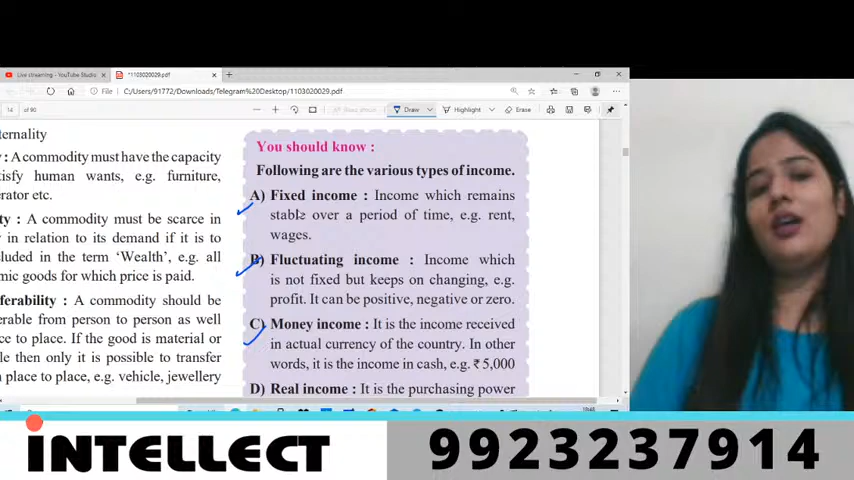 Live streaming - YouTube Studio
*1103020029.pdf
File
C:/Users/91772/Downloads/Telegram%20Desktop/1103020029.pdf
14 of 90
Draw
Highlight
Erase
ternality
: A commodity must have the capacity
isfy human wants, e.g. furniture,
erator etc.
ty : A commodity must be scarce in
y in relation to its demand if it is to
cluded in the term ‘Wealth’, e.g. all
mic goods for which price is paid.
ferability : A commodity should be
erable from person to person as well
ce to place. If the good is material or
le then only it is possible to transfer
n place to place, e.g. vehicle, jewellery
You should know :
Following are the various types of income.
A) Fixed income : Income which remains
stable over a period of time, e.g. rent,
wages.
B) Fluctuating income : Income which
is not fixed but keeps on changing, e.g.
profit. It can be positive, negative or zero.
C) Money income : It is the income received
in actual currency of the country. In other
words, it is the income in cash, e.g. ₹ 5,000
D) Real income : It is the purchasing power
INTELLECT
9923237914